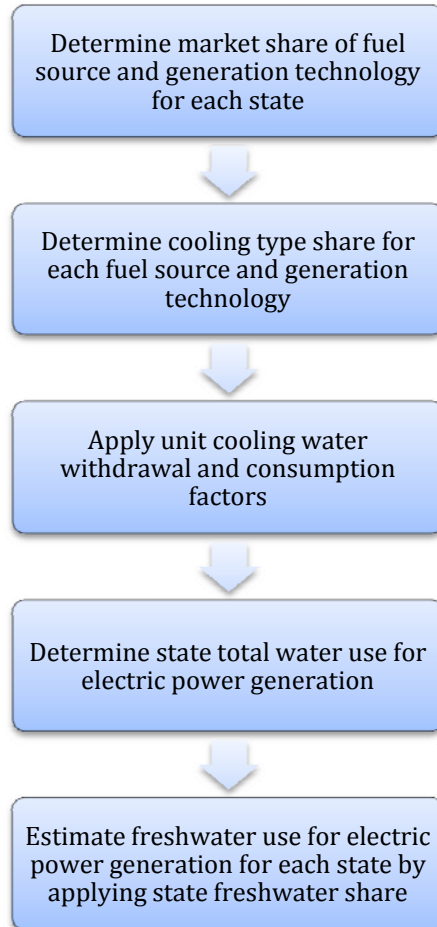 Determine market share of fuel
source and generation technology
for each state
Determine cooling type share for
each fuel source and generation
technology
Apply unit cooling water
withdrawal and consumption
factors
Determine state total water use for
electric power generation
Estimate freshwater use for electric
power generation for each state by
applying state freshwater share